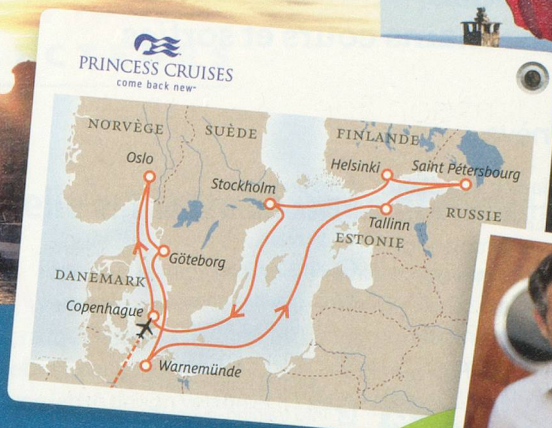 PRINCESS CRUISES
come back new
NORVÈGE
SUÈDE
FINLANDE
Oslo
Helsinki
Saint Pétersbourg
Stockholm
Tallinn
RUSSIE
ESTONIE
Göteborg
DANEMARK
Copenhague
Warnemünde